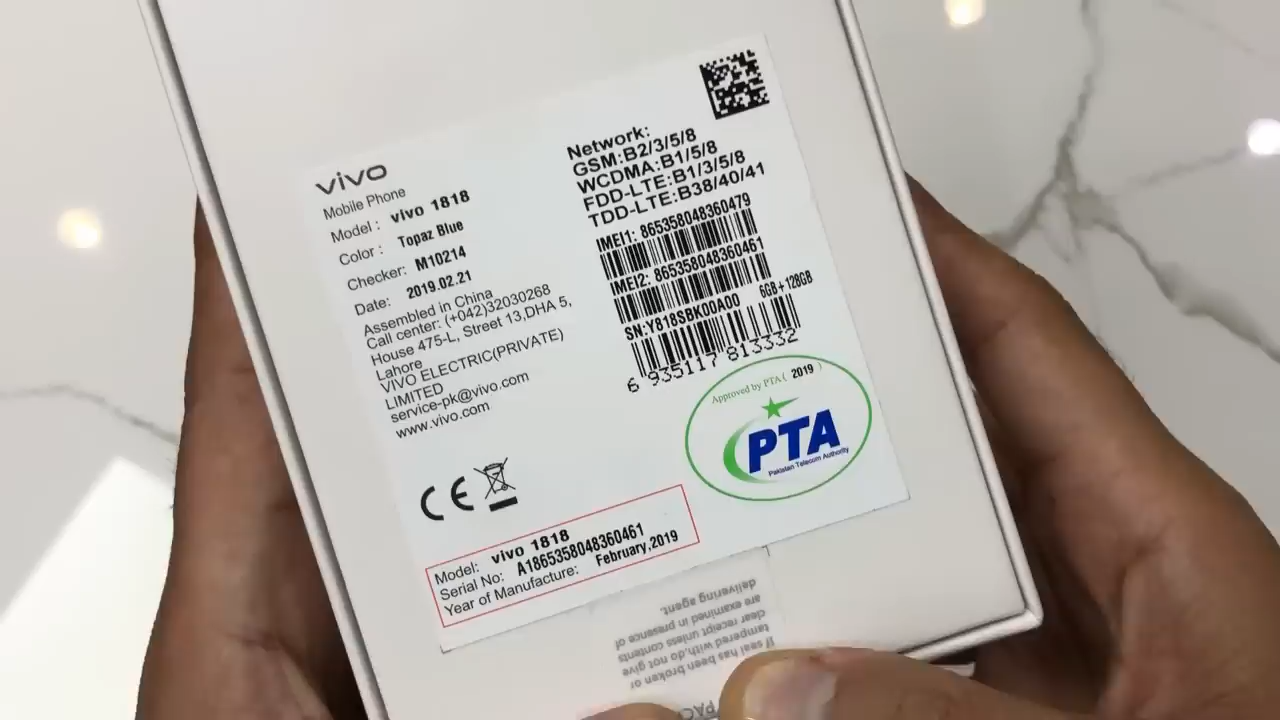 vivo
Mobile Phone
Model: vivo 1818
Color: Topaz Blue
Checker: M10214
Date: 2019.02.21
Assembled in China
Call center: (+042)32030268
House 475-L, Street 13,DHA 5,
Lahore
VIVO ELECTRIC(PRIVATE)
LIMITED
service-pk@vivo.com
www.vivo.com
CE
Network:
GSM:B2/3/5/8
WCDMA:B1/5/8
FDD-LTE:B1/3/5/8
TDD-LTE:B38/40/41
IMEI1: 865358048360479
IMEI2: 865358048360461
SN:Y818SBK0DA00 6GB+128GB
6 935117 813332
Approved by PTA ( 2019 )
PTA
Pakistan Telecom Authority
Model: vivo 1818
Serial No: A1865358048360461
Year of Manufacture: February,2019
If seal has been broken or
tampered with,do not give
clear receipt unless contents
are examined in presence of
delivering agent.